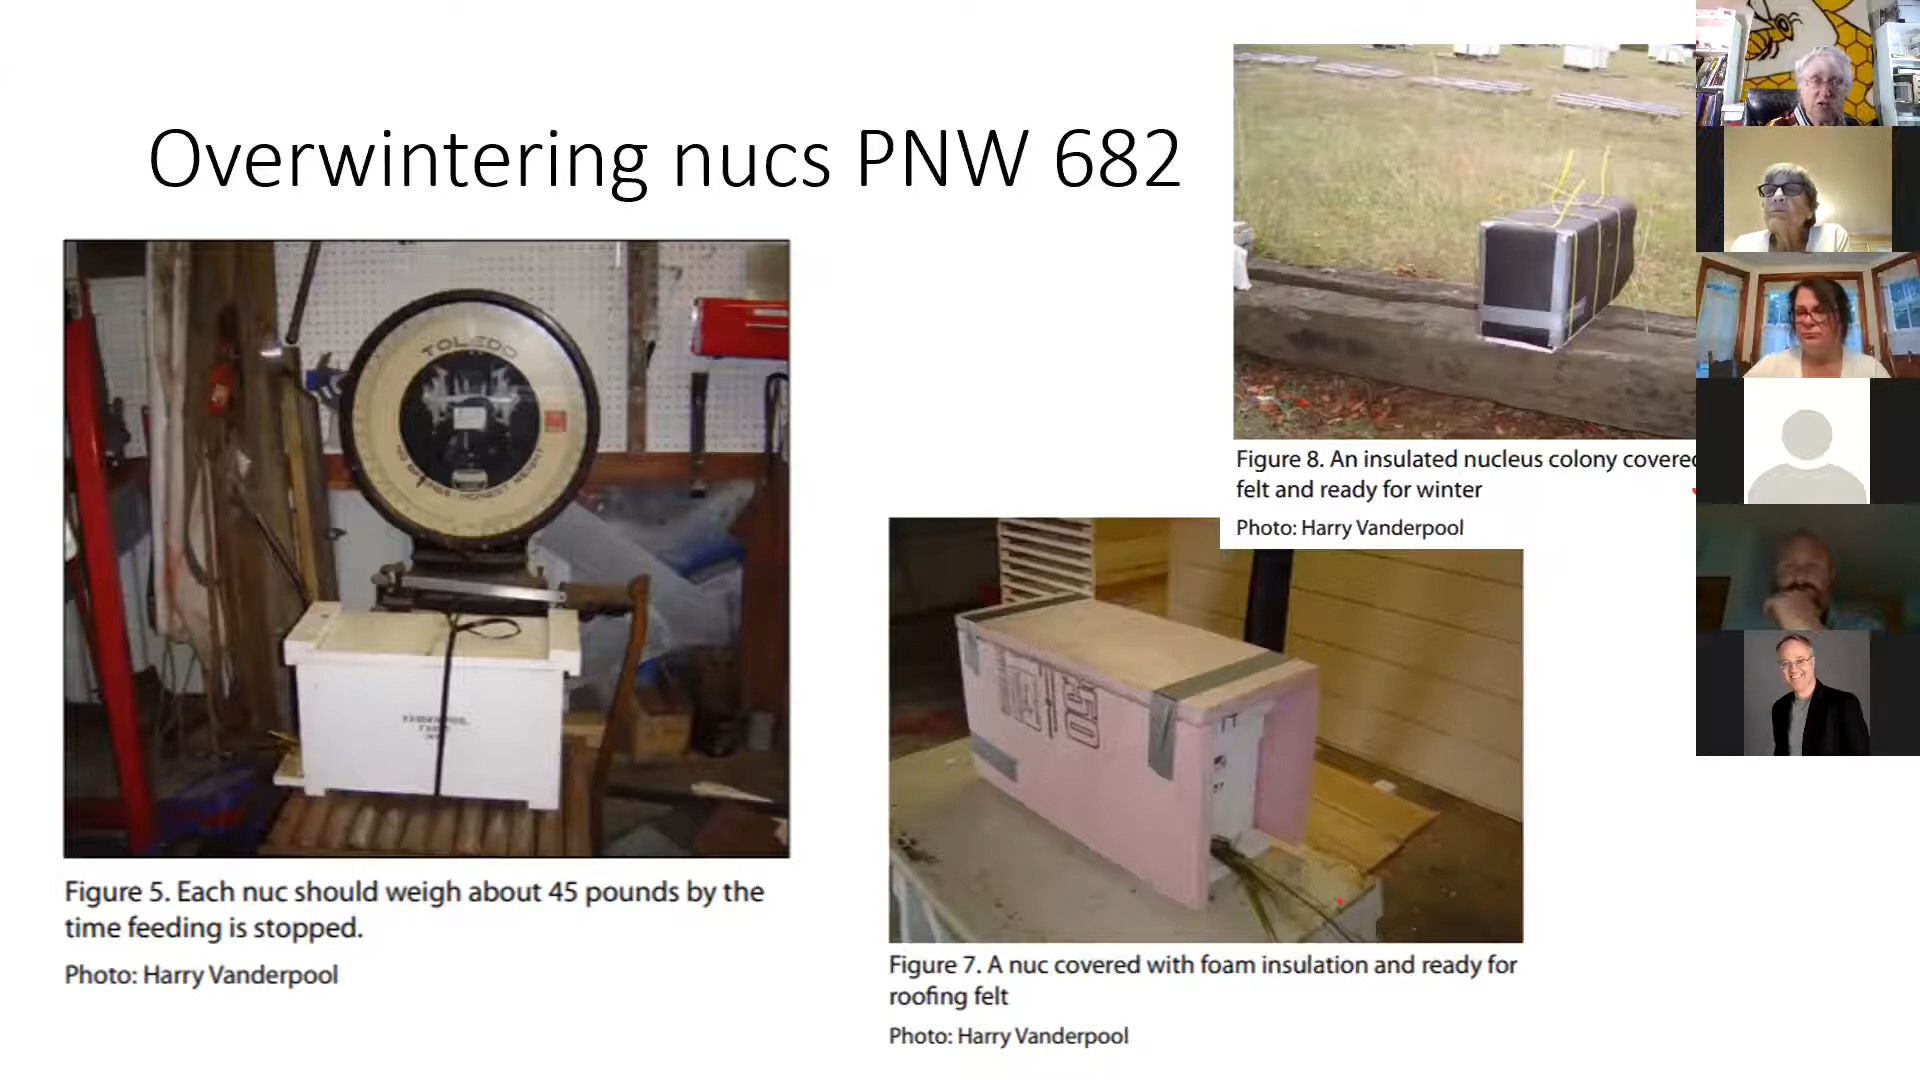 Overwintering nucs PNW 682
TOLEDO
Figure 5. Each nuc should weigh about 45 pounds by the
time feeding is stopped.
Photo: Harry Vanderpool
Figure 8. An insulated nucleus colony covered
felt and ready for winter
Photo: Harry Vanderpool
Figure 7. A nuc covered with foam insulation and ready for
roofing felt
Photo: Harry Vanderpool